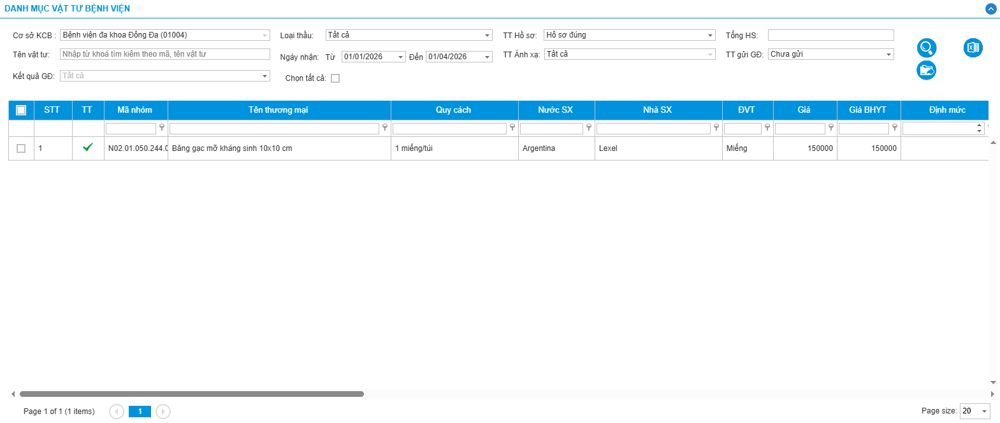 DANH MỤC VẬT TƯ BỆNH VIỆN
Cơ sở KCB : Bệnh viện đa khoa Đống Đa (01004) Loại thầu: Tất cả TT Hồ sơ: Hồ sơ đúng Tổng HS:
Tên vật tư: Nhập từ khoá tìm kiếm theo mã, tên vật tư Ngày nhận: Từ 01/01/2026 Đến 01/04/2026 TT Ánh xạ: Tất cả TT gửi GĐ: Chưa gửi
Kết quả GĐ: Tất cả Chọn tất cả:
STT TT Mã nhóm Tên thương mại Quy cách Nước SX Nhà SX ĐVT Giá Giá BHYT Định mức
1 N02.01.050.244.0 Băng gạc mỡ kháng sinh 10x10 cm 1 miếng/túi Argentina Lexel Miếng 150000 150000
Page 1 of 1 (1 items) 1 Page size: 20